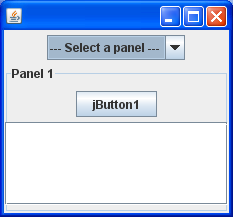 --- Select a panel ---
Panel 1
jButton1